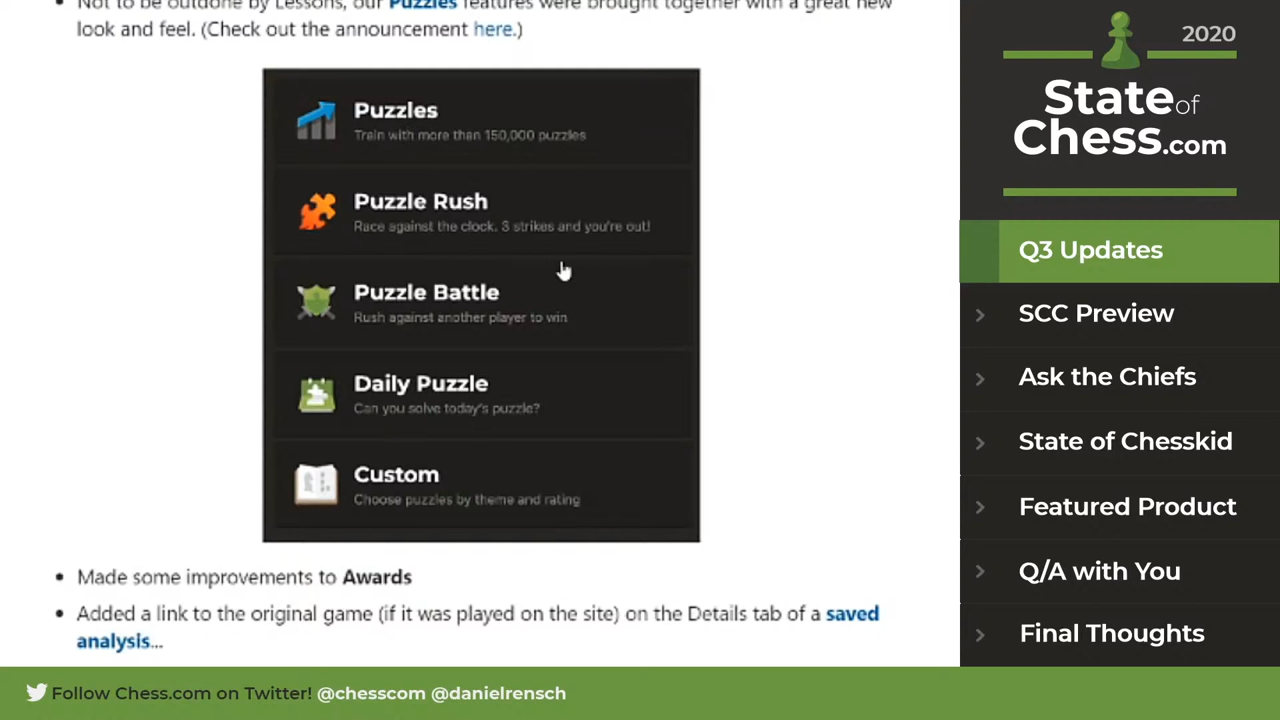 Not to be outdone by Lessons, our Puzzles features were brought together with a great new
look and feel. (Check out the announcement here.)
Puzzles
Train with more than 150,000 puzzles
Puzzle Rush
Race against the clock. 3 strikes and you're out!
Puzzle Battle
Rush against another player to win
Daily Puzzle
Can you solve today's puzzle?
Custom
Choose puzzles by theme and rating
Made some improvements to Awards
Added a link to the original game (if it was played on the site) on the Details tab of a saved
analysis...
2020
State of
Chess.com
Q3 Updates
SCC Preview
Ask the Chiefs
State of Chesskid
Featured Product
Q/A with You
Final Thoughts
Follow Chess.com on Twitter! @chesscom @danielrensch